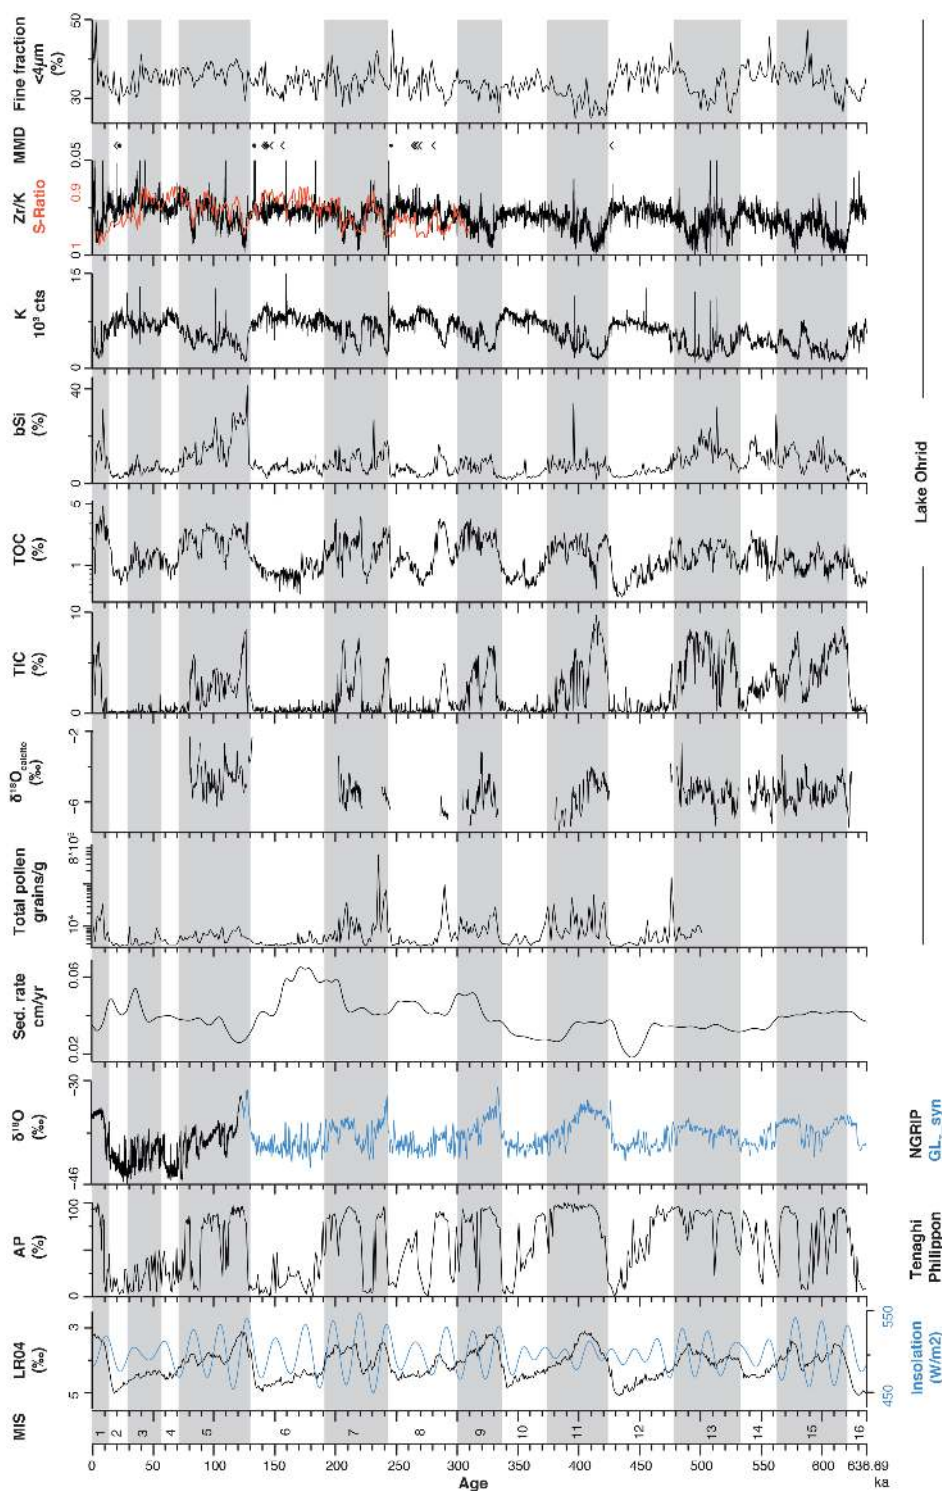 Fine fraction
<4µm
(%)
60
30
MMD
Zr/K
S-Ratio
0.05
0.9
0.1
K
10³ cts
15
0
bSi
(%)
40
0
TOC
(%)
6
1
TIC
(%)
10
5
0
δ¹⁸Ocalcite
(‰)
-2
-6
Total pollen
grains/g
8*10⁵
10⁴
Sed. rate
cm/yr
0.06
0.02
δ¹⁸O
(‰)
-30
-46
AP
(%)
100
0
LR04
(‰)
3
5
Insolation
(W/m2)
550
450
Lake Ohrid
NGRIP
GL_syn
Tenaghi
Philippon
MIS
1 2 3 4 5 6 7 8 9 10 11 12 13 14 15 16
0 50 100 150 200 250 300 350 400 450 500 550 600 636.69
Age
ka